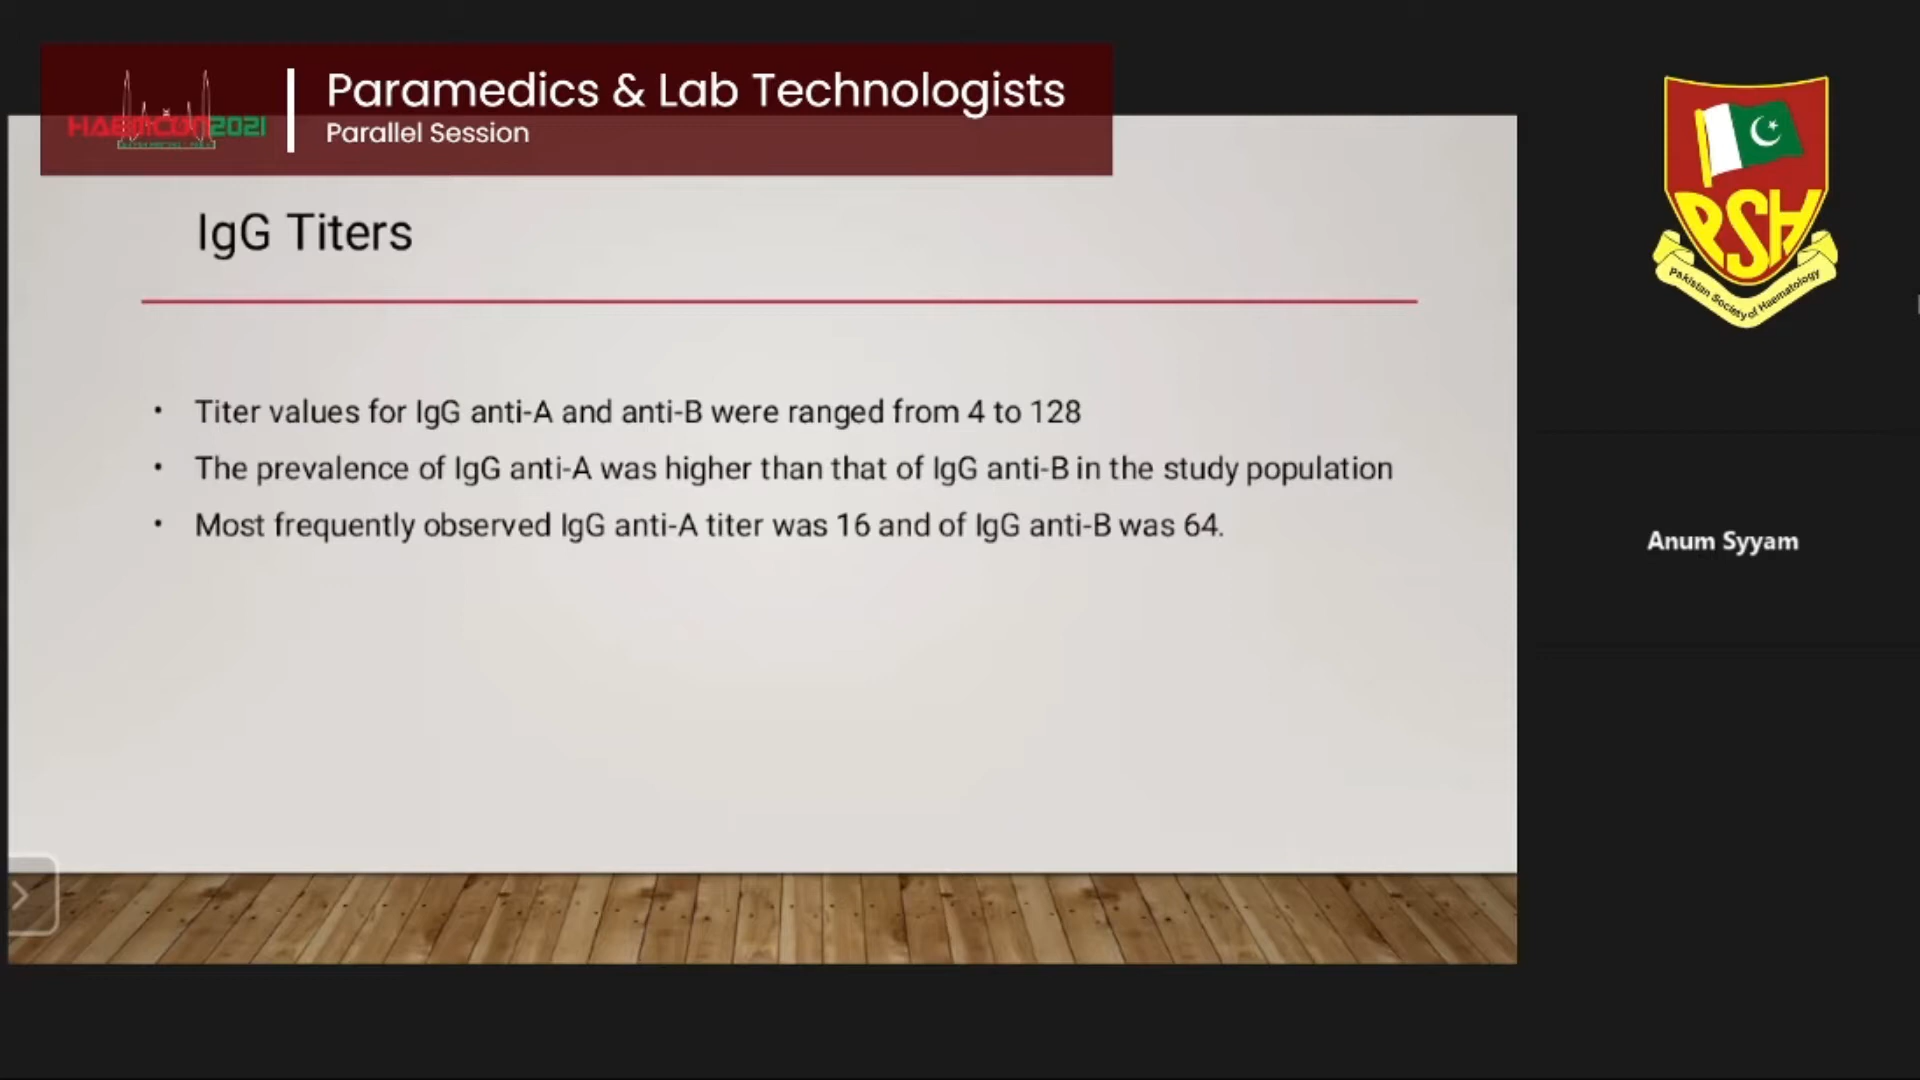 Paramedics & Lab Technologists
HAEMCON2021
Parallel Session
IgG Titers
• Titer values for IgG anti-A and anti-B were ranged from 4 to 128
• The prevalence of IgG anti-A was higher than that of IgG anti-B in the study population
• Most frequently observed IgG anti-A titer was 16 and of IgG anti-B was 64.
PSH
Pakistan Society of Haematology
Anum Syyam